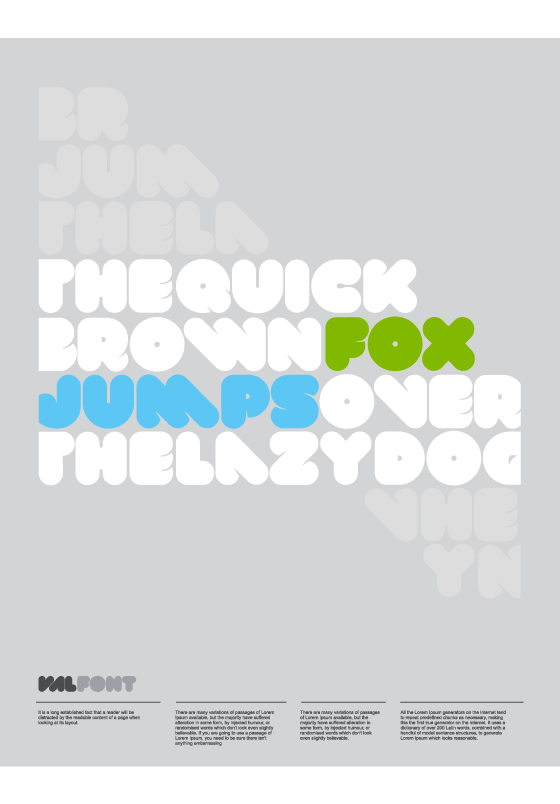 BR
JUM
THELA
THEQUICK
BROWNFOX
JUMPSOVER
THELAZYDOG
VHE
YN
VALFONT
It is a long established fact that a reader will be
distracted by the readable content of a page when
looking at its layout.
There are many variations of passages of Lorem
Ipsum available, but the majority have suffered
alteration in some form, by injected humour, or
randomised words which don't look even slightly
believable. If you are going to use a passage of
Lorem Ipsum, you need to be sure there isn't
anything embarrassing
There are many variations of passages
of Lorem Ipsum available, but the
majority have suffered alteration in
some form, by injected humour, or
randomised words which don't look
even slightly believable.
All the Lorem Ipsum generators on the Internet tend
to repeat predefined chunks as necessary, making
this the first true generator on the Internet. It uses a
dictionary of over 200 Latin words, combined with a
handful of model sentence structures, to generate
Lorem Ipsum which looks reasonable.